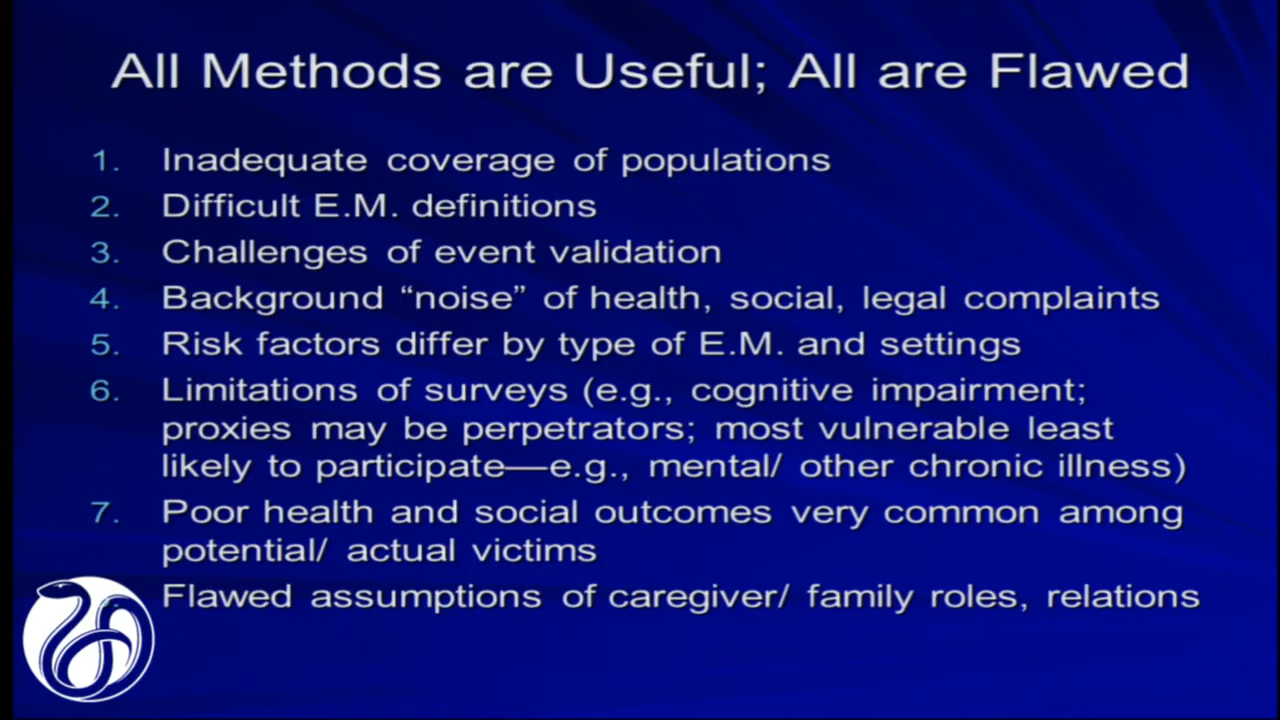 All Methods are Useful; All are Flawed
1. Inadequate coverage of populations
2. Difficult E.M. definitions
3. Challenges of event validation
4. Background “noise” of health, social, legal complaints
5. Risk factors differ by type of E.M. and settings
6. Limitations of surveys (e.g., cognitive impairment;
proxies may be perpetrators; most vulnerable least
likely to participate—e.g., mental/ other chronic illness)
7. Poor health and social outcomes very common among
potential/ actual victims
Flawed assumptions of caregiver/ family roles, relations